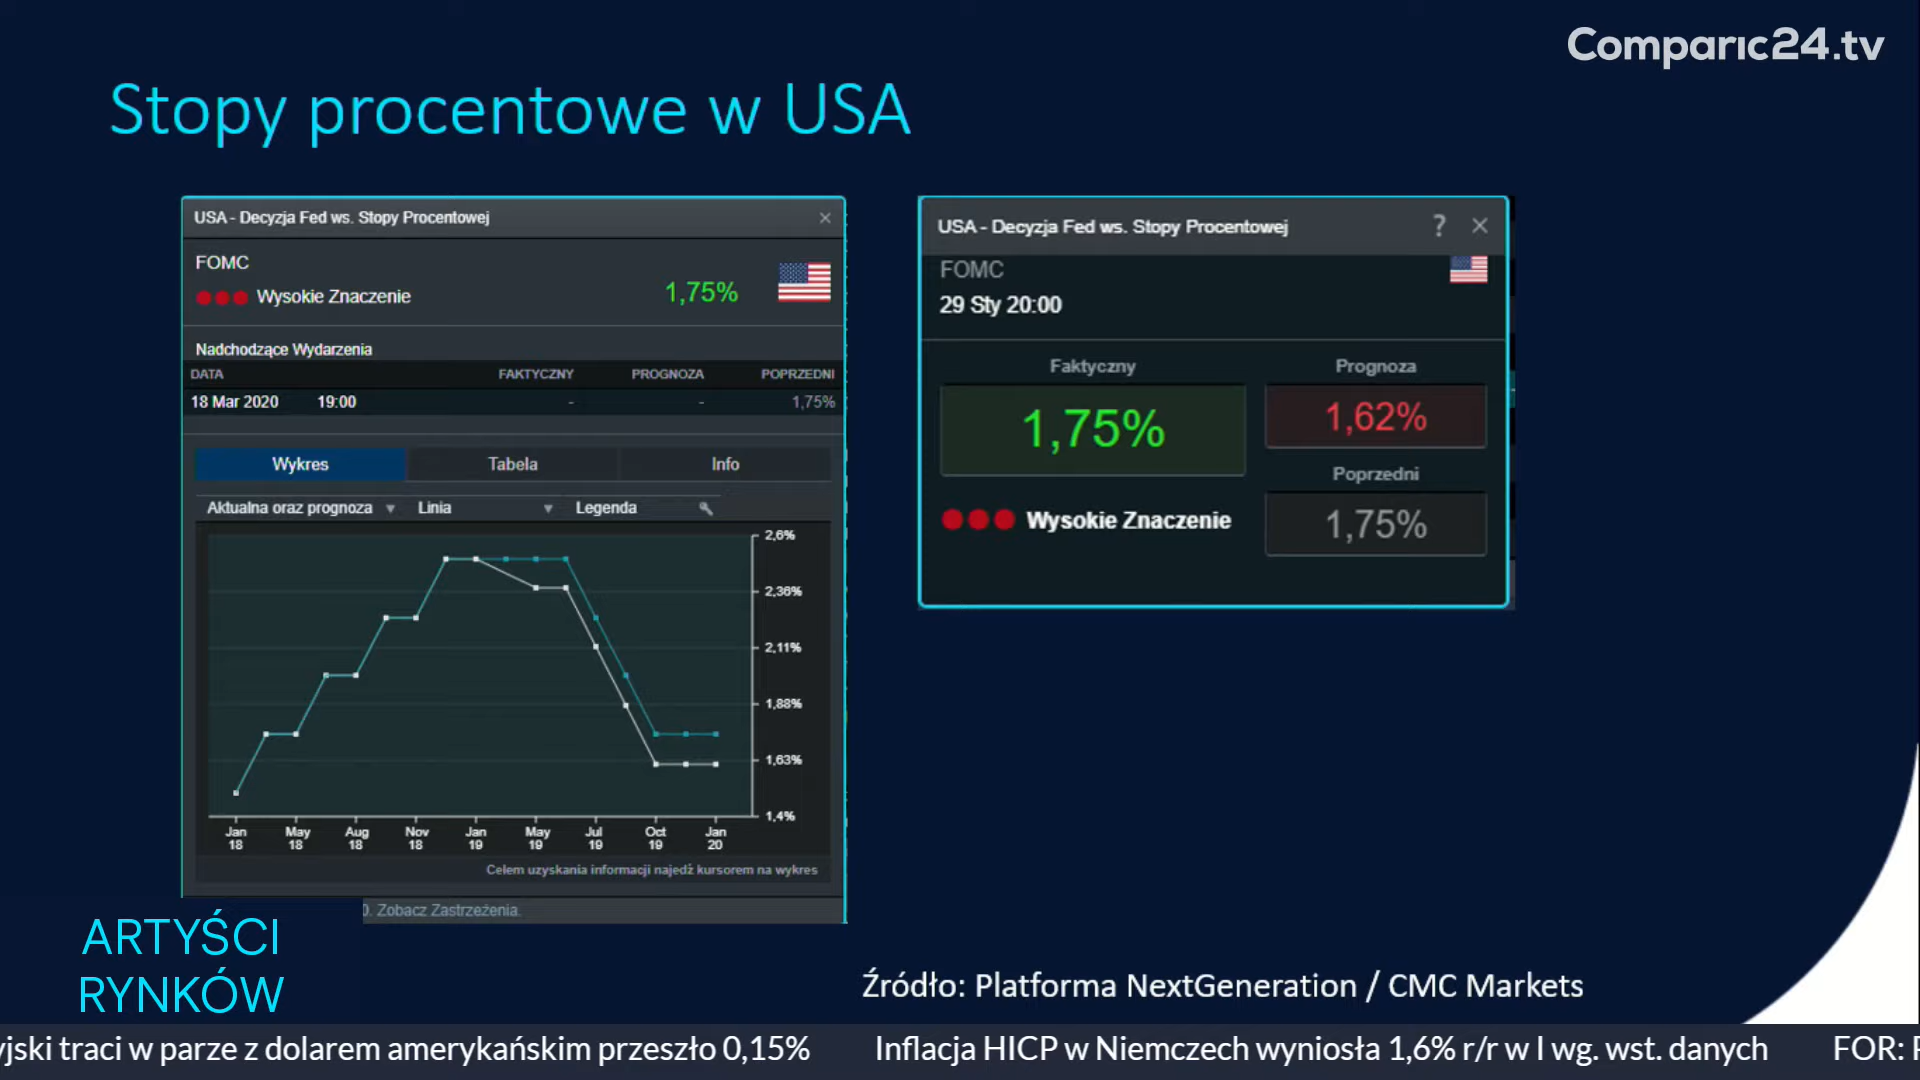 Comparic24.tv
Stopy procentowe w USA
USA - Decyzja Fed ws. Stopy Procentowej
FOMC
Wysokie Znaczenie
1,75%
Nadchodzące Wydarzenia
DATA FAKTYCZNY PROGNOZA POPRZEDNI
18 Mar 2020 19:00 - - 1,75%
Wykres Tabela Info
Aktualna oraz prognoza Linia Legenda
2,6%
2,36%
2,11%
1,88%
1,63%
1,4%
Jan 18 May 18 Aug 18 Nov 18 Jan 19 May 19 Jul 19 Oct 19 Jan 20
Celem uzyskania informacji najedź kursorem na wykres
0. Zobacz Zastrzeżenia.
USA - Decyzja Fed ws. Stopy Procentowej ?
FOMC
29 Sty 20:00
Faktyczny Prognoza
1,75% 1,62%
Poprzedni
Wysokie Znaczenie 1,75%
ARTYŚCI
RYNKÓW
Źródło: Platforma NextGeneration / CMC Markets
jski traci w parze z dolarem amerykańskim przeszło 0,15% Inflacja HICP w Niemczech wyniosła 1,6% r/r w I wg. wst. danych FOR: